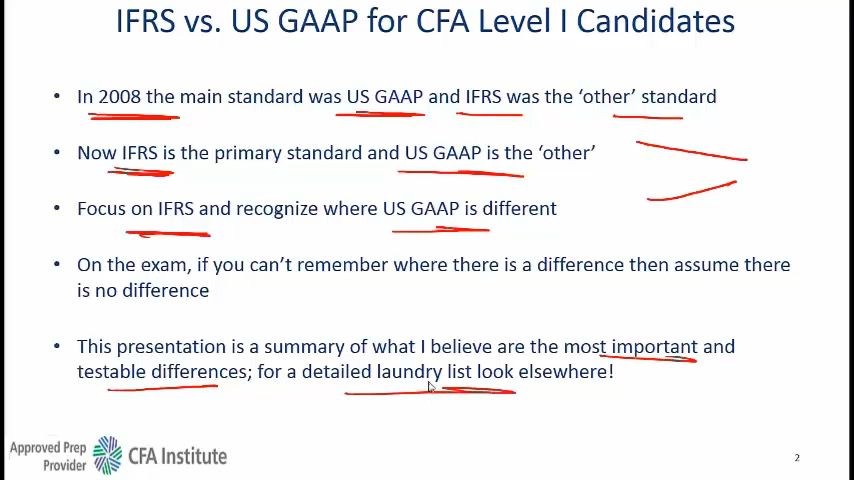 IFRS vs. US GAAP for CFA Level I Candidates
• In 2008 the main standard was US GAAP and IFRS was the ‘other’ standard
• Now IFRS is the primary standard and US GAAP is the ‘other’
• Focus on IFRS and recognize where US GAAP is different
• On the exam, if you can’t remember where there is a difference then assume there
is no difference
• This presentation is a summary of what I believe are the most important and
testable differences; for a detailed laundry list look elsewhere!
Approved Prep
Provider
CFA Institute
2